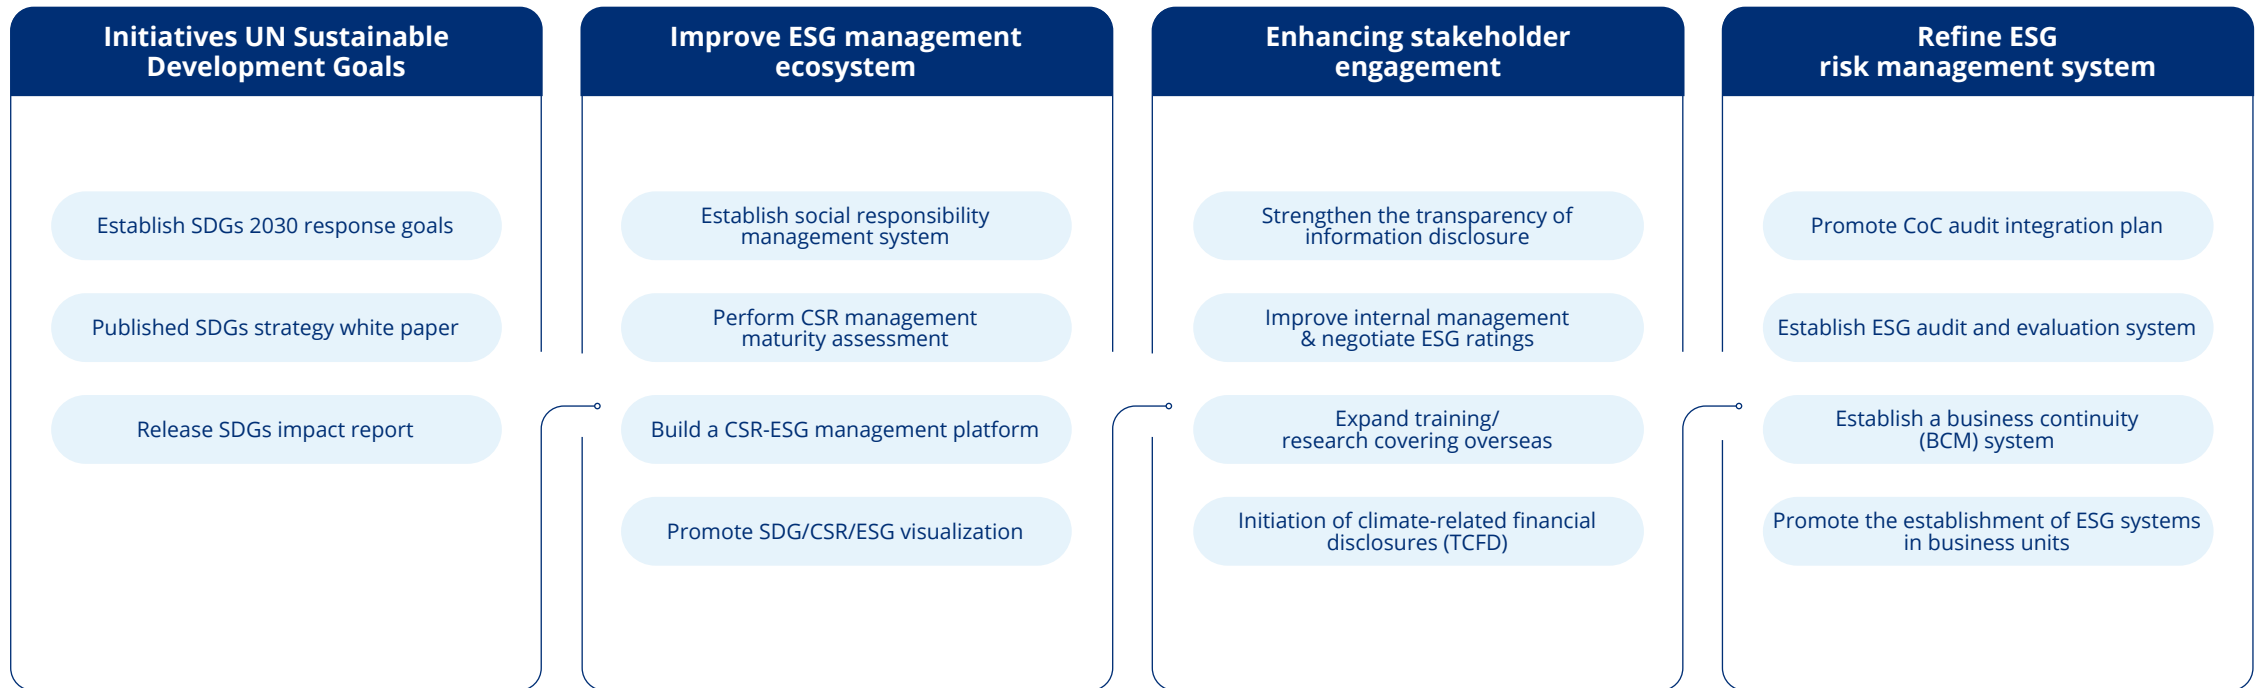 Initiatives UN Sustainable
Development Goals
Establish SDGs 2030 response goals
Published SDGs strategy white paper
Release SDGs impact report
Improve ESG management
ecosystem
Establish social responsibility
management system
Perform CSR management
maturity assessment
Build a CSR-ESG management platform
Promote SDG/CSR/ESG visualization
Enhancing stakeholder
engagement
Strengthen the transparency of
information disclosure
Improve internal management
& negotiate ESG ratings
Expand training/
research covering overseas
Initiation of climate-related financial
disclosures (TCFD)
Refine ESG
risk management system
Promote CoC audit integration plan
Establish ESG audit and evaluation system
Establish a business continuity
(BCM) system
Promote the establishment of ESG systems
in business units